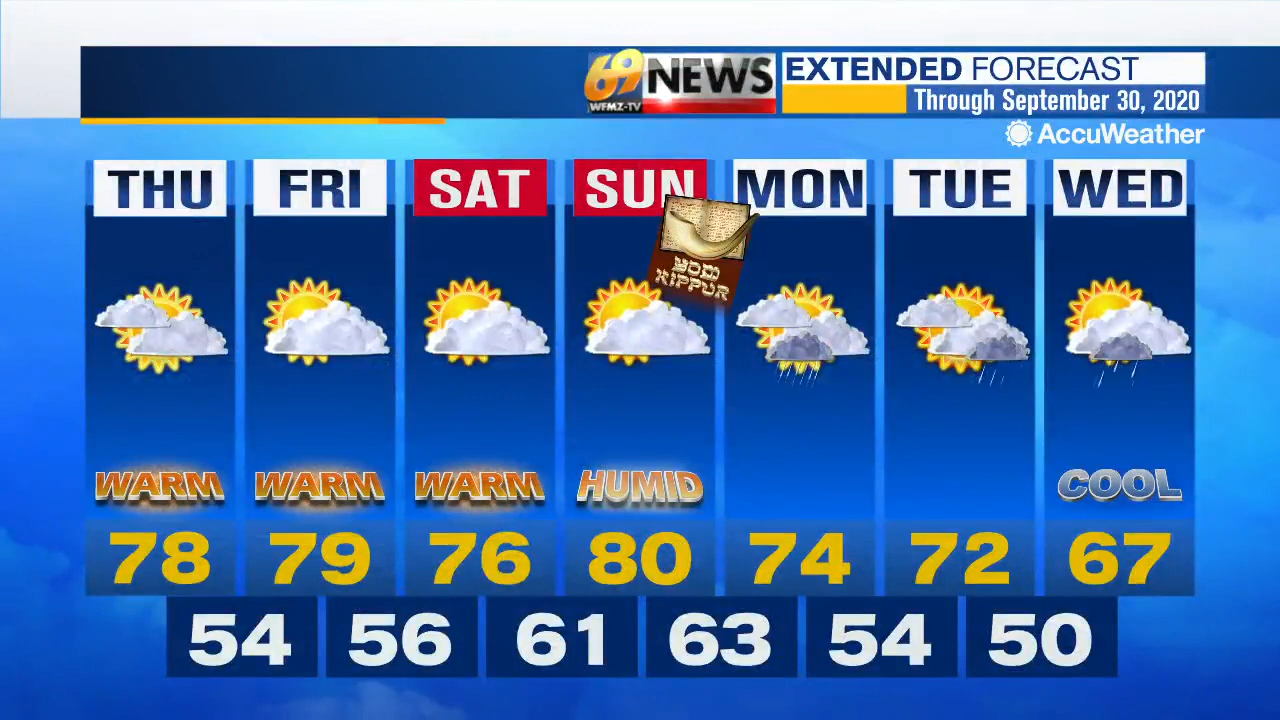 69 NEWS
WFMZ-TV
EXTENDED FORECAST
Through September 30, 2020
AccuWeather
THU FRI SAT SUN MON TUE WED
YOM
KIPPUR
WARM WARM WARM HUMID COOL
78 79 76 80 74 72 67
54 56 61 63 54 50